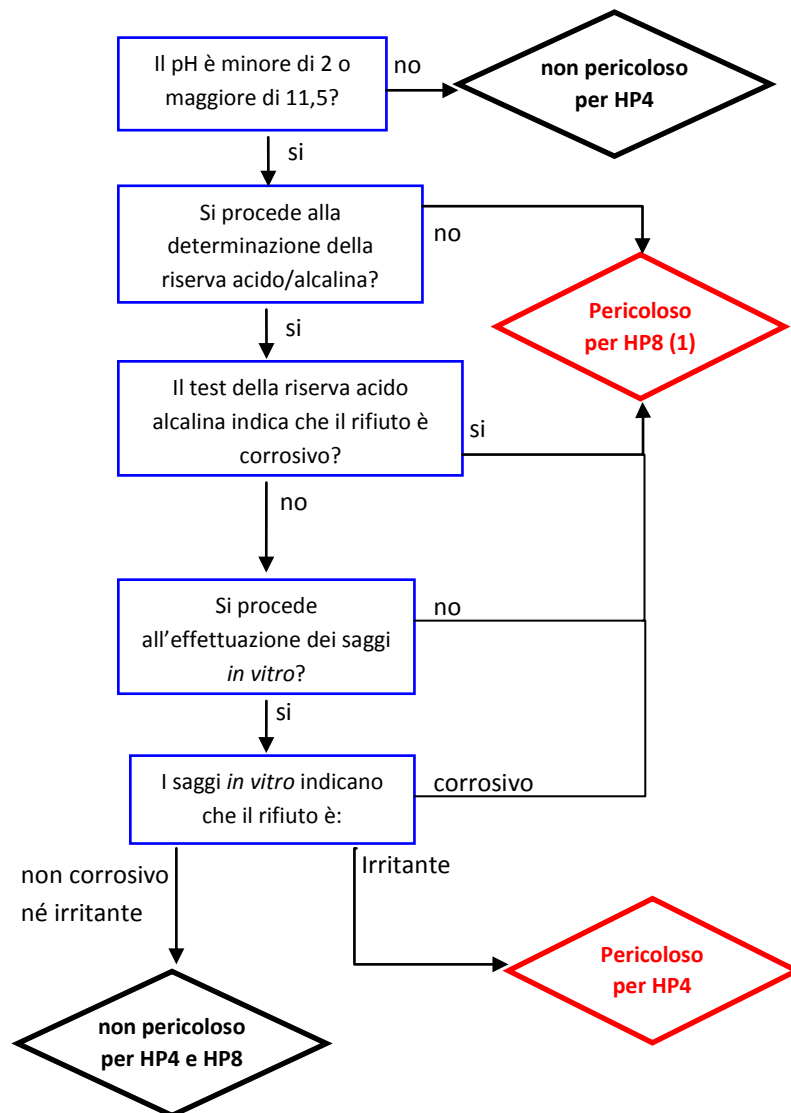 Il pH è minore di 2 o
maggiore di 11,5?
no
non pericoloso
per HP4
si
Si procede alla
determinazione della
riserva acido/alcalina?
no
Pericoloso
per HP8 (1)
si
Il test della riserva acido
alcalina indica che il rifiuto è
corrosivo?
si
no
Si procede
all’effettuazione dei saggi
in vitro?
no
si
I saggi in vitro indicano
che il rifiuto è:
corrosivo
non corrosivo
né irritante
Irritante
Pericoloso
per HP4
non pericoloso
per HP4 e HP8